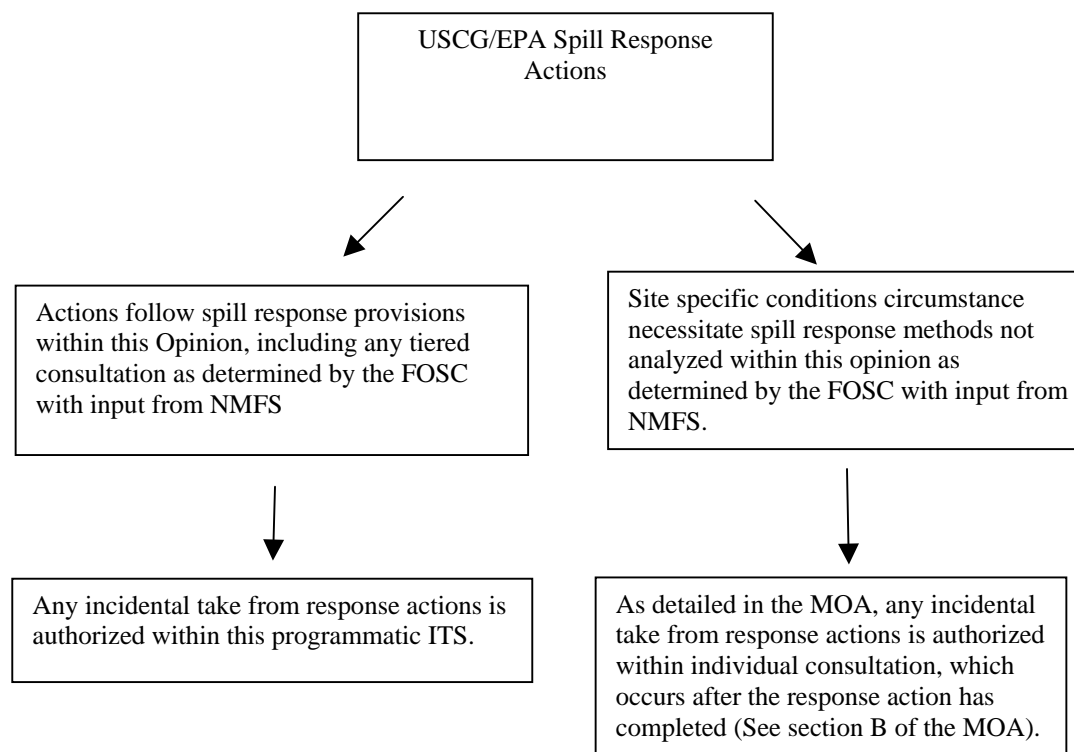 USCG/EPA Spill Response
Actions
Actions follow spill response provisions
within this Opinion, including any tiered
consultation as determined by the FOSC
with input from NMFS
Site specific conditions circumstance
necessitate spill response methods not
analyzed within this opinion as
determined by the FOSC with input from
NMFS.
Any incidental take from response actions is
authorized within this programmatic ITS.
As detailed in the MOA, any incidental
take from response actions is authorized
within individual consultation, which
occurs after the response action has
completed (See section B of the MOA).